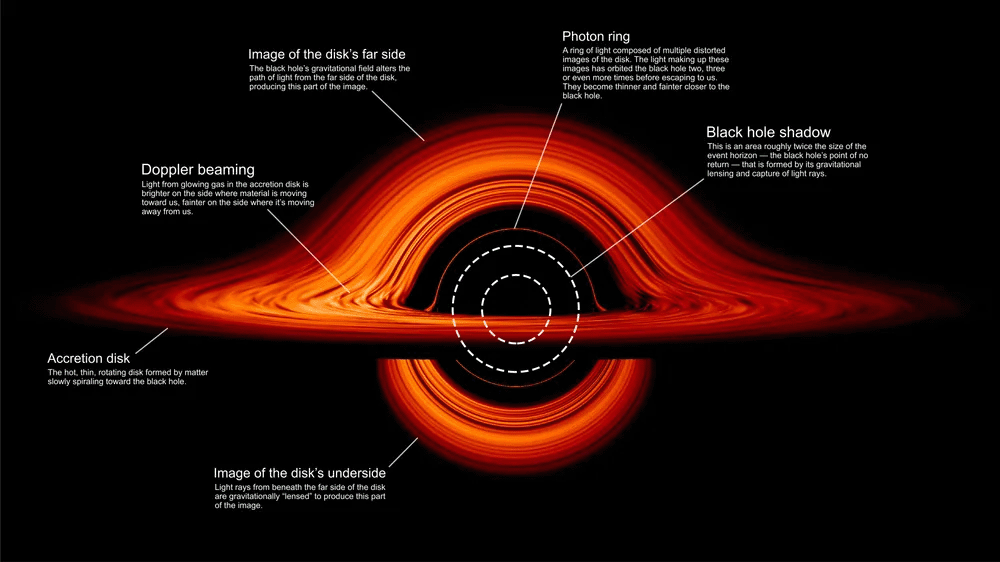 Image of the disk's far side
The black hole's gravitational field alters the
path of light from the far side of the disk,
producing this part of the image.
Photon ring
A ring of light composed of multiple distorted
images of the disk. The light making up these
images has orbited the black hole two, three
or even more times before escaping to us.
They become thinner and fainter closer to the
black hole.
Black hole shadow
This is an area roughly twice the size of the
event horizon — the black hole's point of no
return — that is formed by its gravitational
lensing and capture of light rays.
Doppler beaming
Light from glowing gas in the accretion disk is
brighter on the side where material is moving
toward us, fainter on the side where it's moving
away from us.
Accretion disk
The hot, thin, rotating disk formed by matter
slowly spiraling toward the black hole.
Image of the disk's underside
Light rays from beneath the far side of the disk
are gravitationally "lensed" to produce this part
of the image.